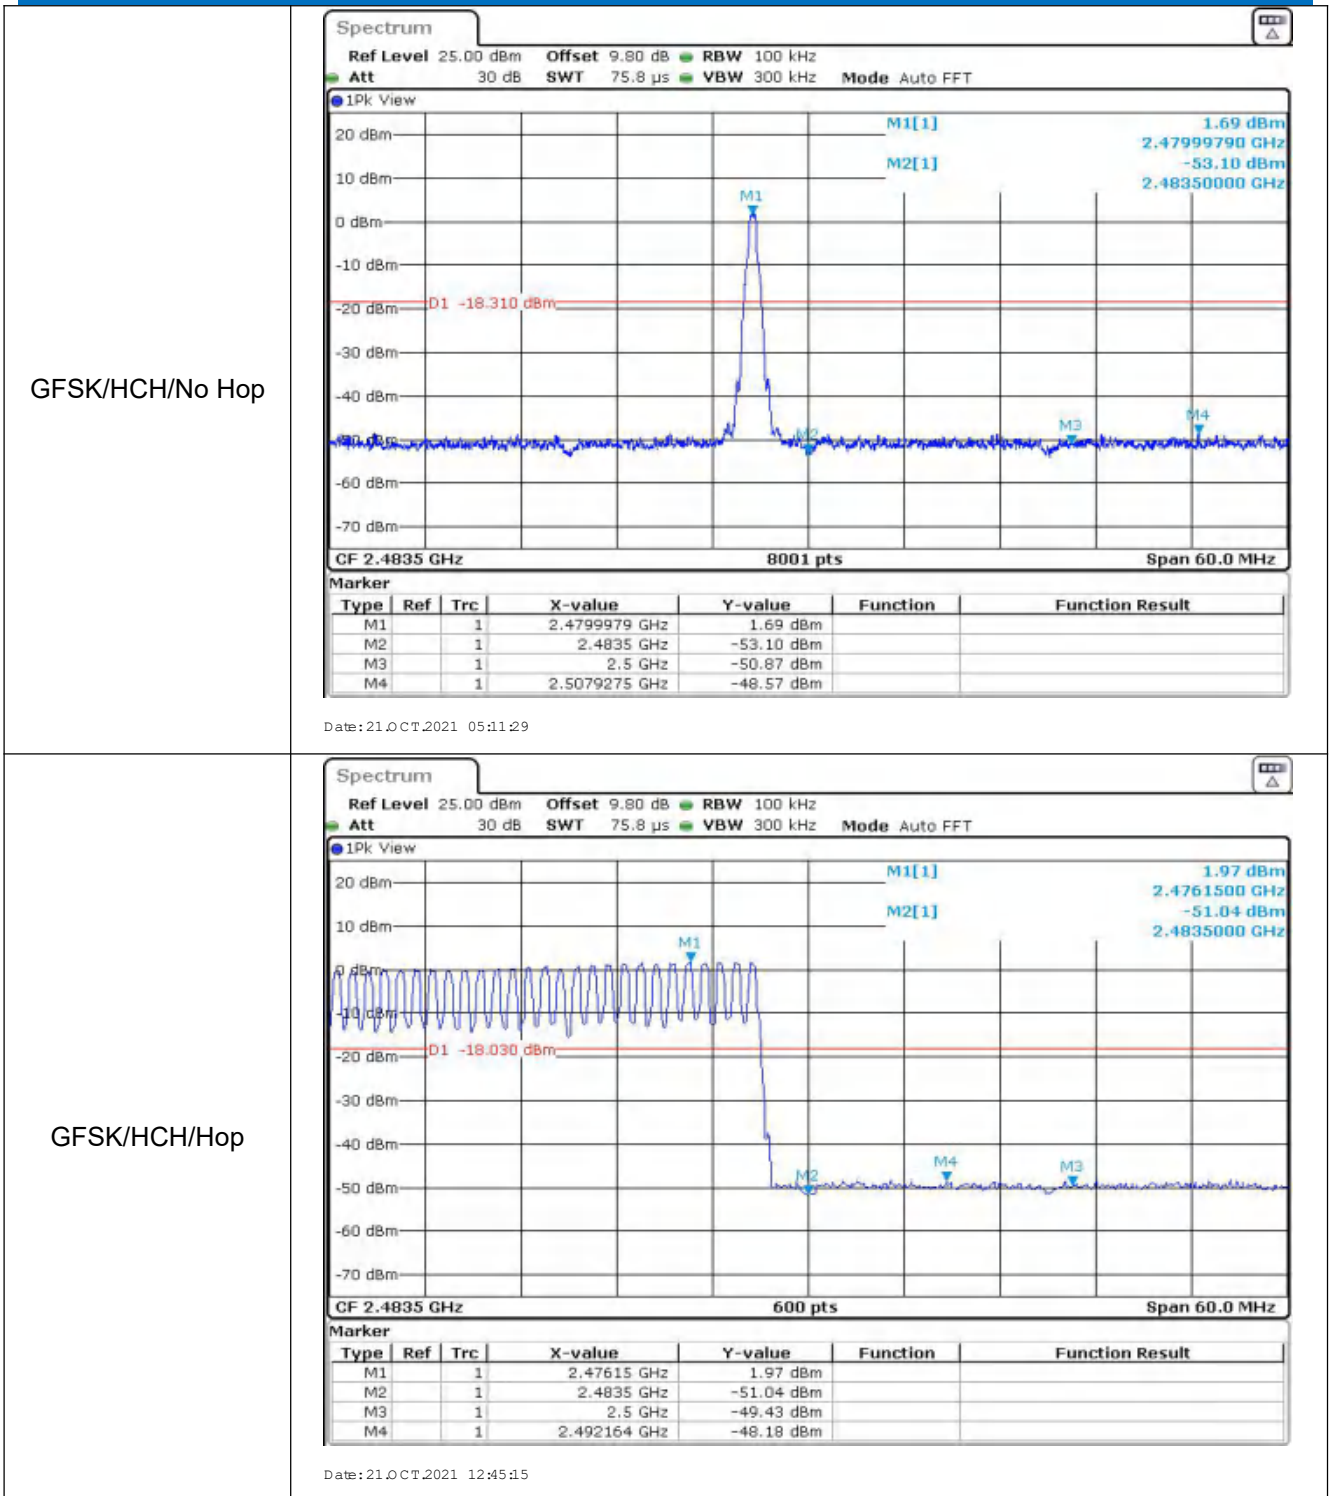 GFSK/HCH/No Hop
Spectrum
Ref Level 25.00 dBm Offset 9.80 dB RBW 100 kHz
Att 30 dB SWT 75.8 µs VBW 300 kHz Mode Auto FFT
1Pk View
M1[1] 1.69 dBm
2.47999790 GHz
M2[1] -53.10 dBm
2.48350000 GHz
20 dBm
10 dBm
M1
0 dBm
-10 dBm
D1 -18.310 dBm
-20 dBm
-30 dBm
-40 dBm
M2 M3 M4
-50 dBm
-60 dBm
-70 dBm
CF 2.4835 GHz 8001 pts Span 60.0 MHz
Marker
Type Ref Trc X-value Y-value Function Function Result
M1 1 2.4799979 GHz 1.69 dBm
M2 1 2.4835 GHz -53.10 dBm
M3 1 2.5 GHz -50.87 dBm
M4 1 2.5079275 GHz -48.57 dBm
Date: 21.OCT.2021 05:11:29
GFSK/HCH/Hop
Spectrum
Ref Level 25.00 dBm Offset 9.80 dB RBW 100 kHz
Att 30 dB SWT 75.8 µs VBW 300 kHz Mode Auto FFT
1Pk View
M1[1] 1.97 dBm
2.4761500 GHz
M2[1] -51.04 dBm
2.4835000 GHz
20 dBm
10 dBm
M1
0 dBm
-10 dBm
D1 -18.030 dBm
-20 dBm
-30 dBm
-40 dBm
M2 M4 M3
-50 dBm
-60 dBm
-70 dBm
CF 2.4835 GHz 600 pts Span 60.0 MHz
Marker
Type Ref Trc X-value Y-value Function Function Result
M1 1 2.47615 GHz 1.97 dBm
M2 1 2.4835 GHz -51.04 dBm
M3 1 2.5 GHz -49.43 dBm
M4 1 2.492164 GHz -48.18 dBm
Date: 21.OCT.2021 12:45:15